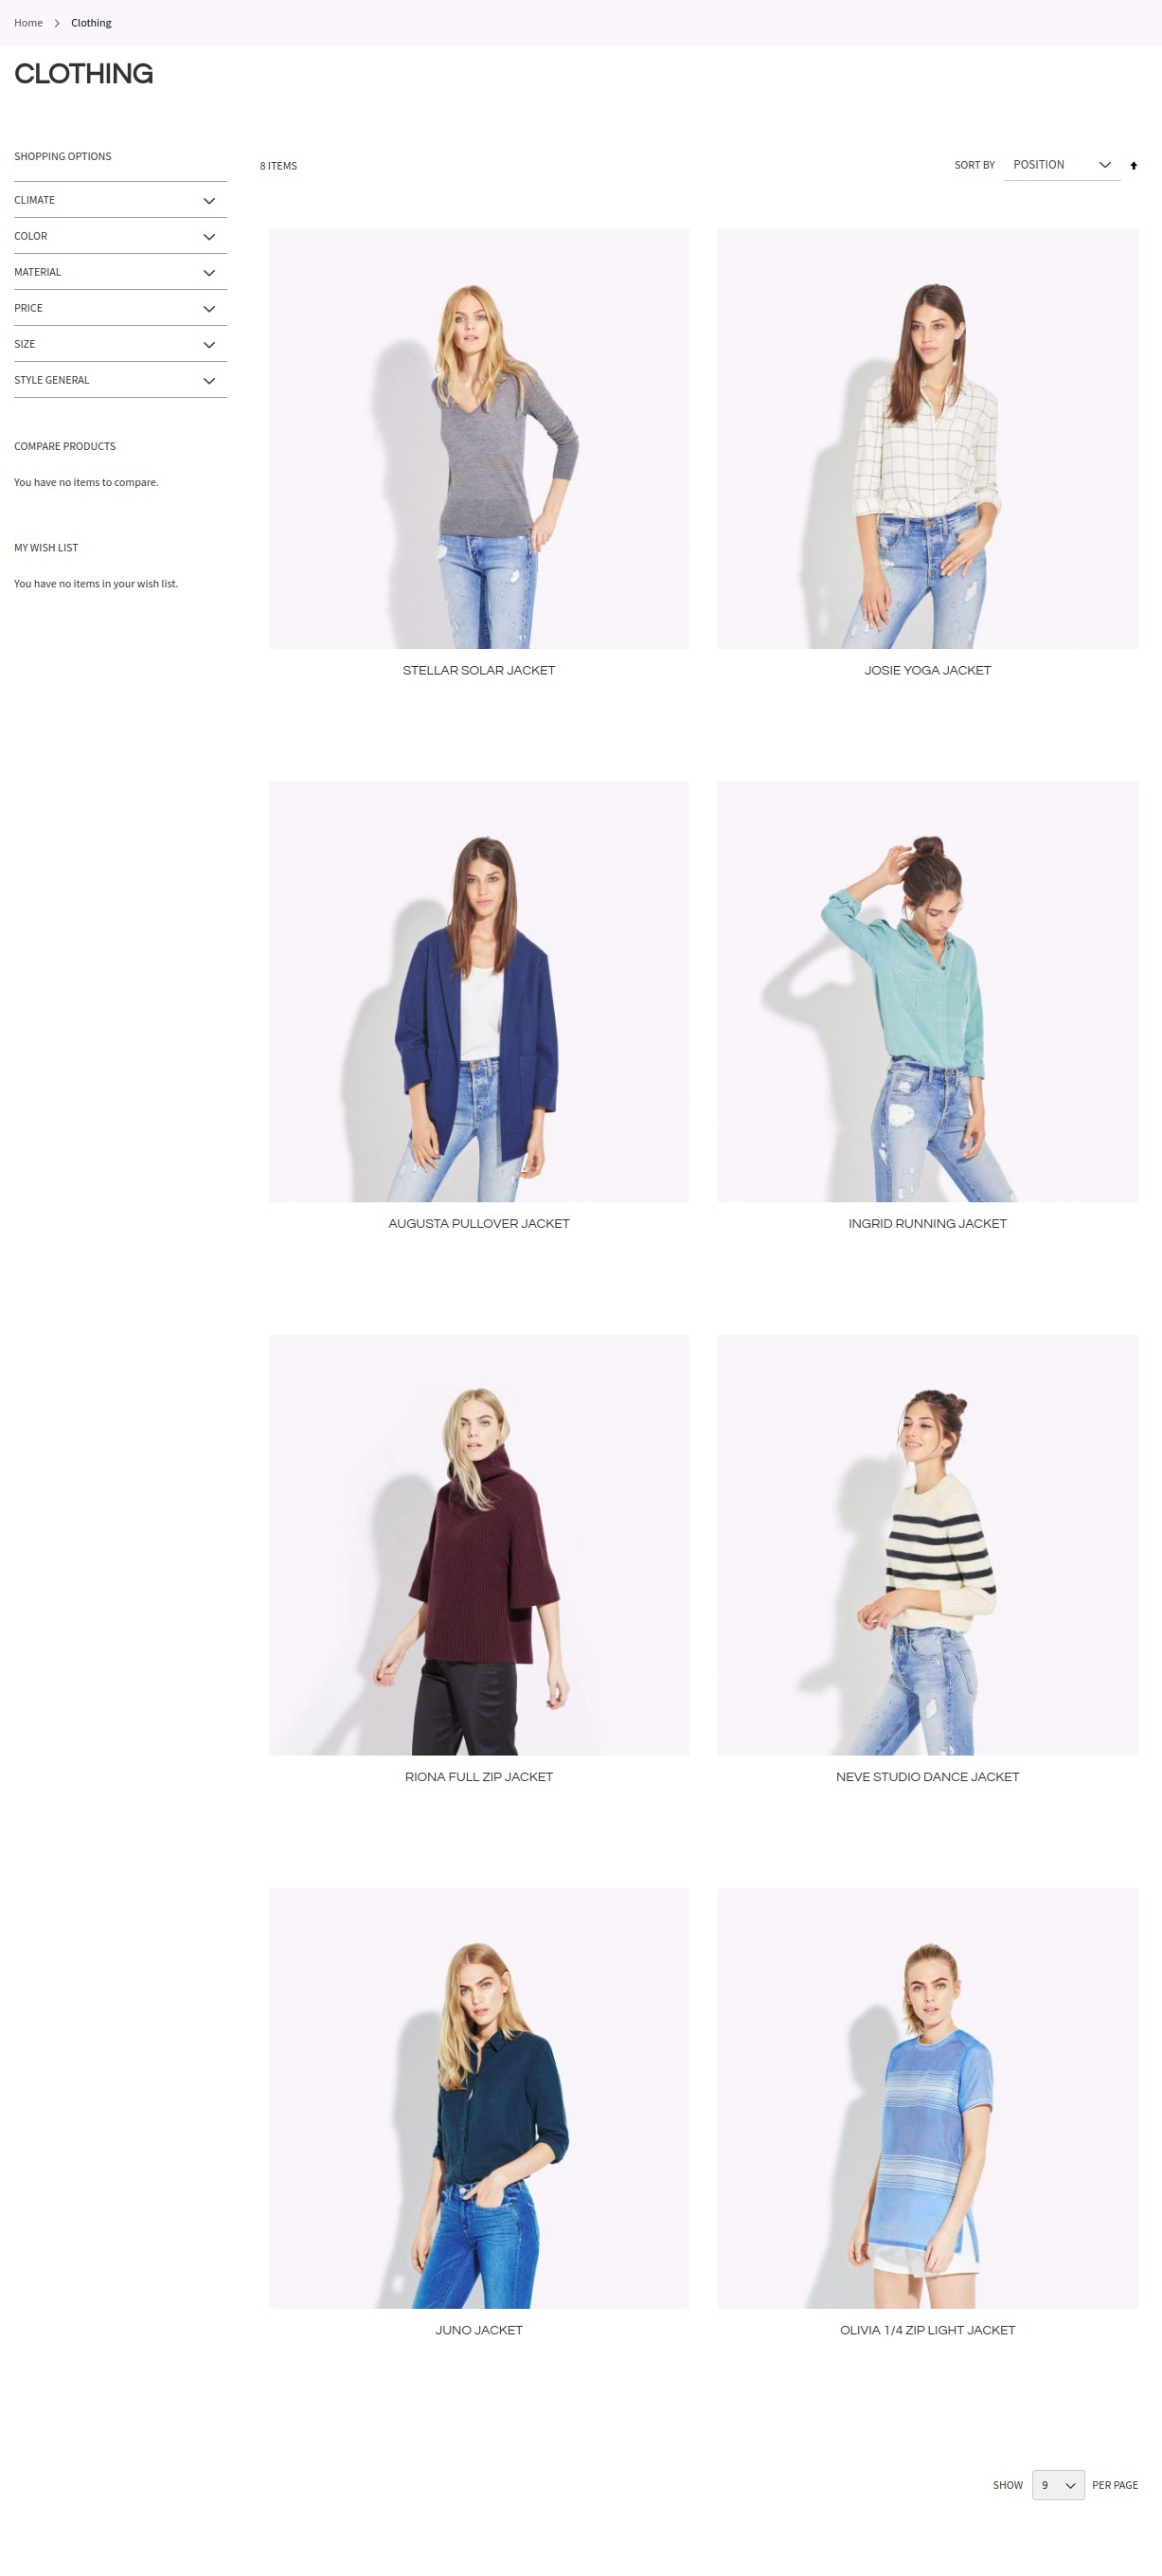 Home > Clothing
CLOTHING
SHOPPING OPTIONS
CLIMATE
COLOR
MATERIAL
PRICE
SIZE
STYLE GENERAL
COMPARE PRODUCTS
You have no items to compare.
MY WISH LIST
You have no items in your wish list.
8 ITEMS
SORT BY POSITION
STELLAR SOLAR JACKET
JOSIE YOGA JACKET
AUGUSTA PULLOVER JACKET
INGRID RUNNING JACKET
RIONA FULL ZIP JACKET
NEVE STUDIO DANCE JACKET
JUNO JACKET
OLIVIA 1/4 ZIP LIGHT JACKET
SHOW 9 PER PAGE